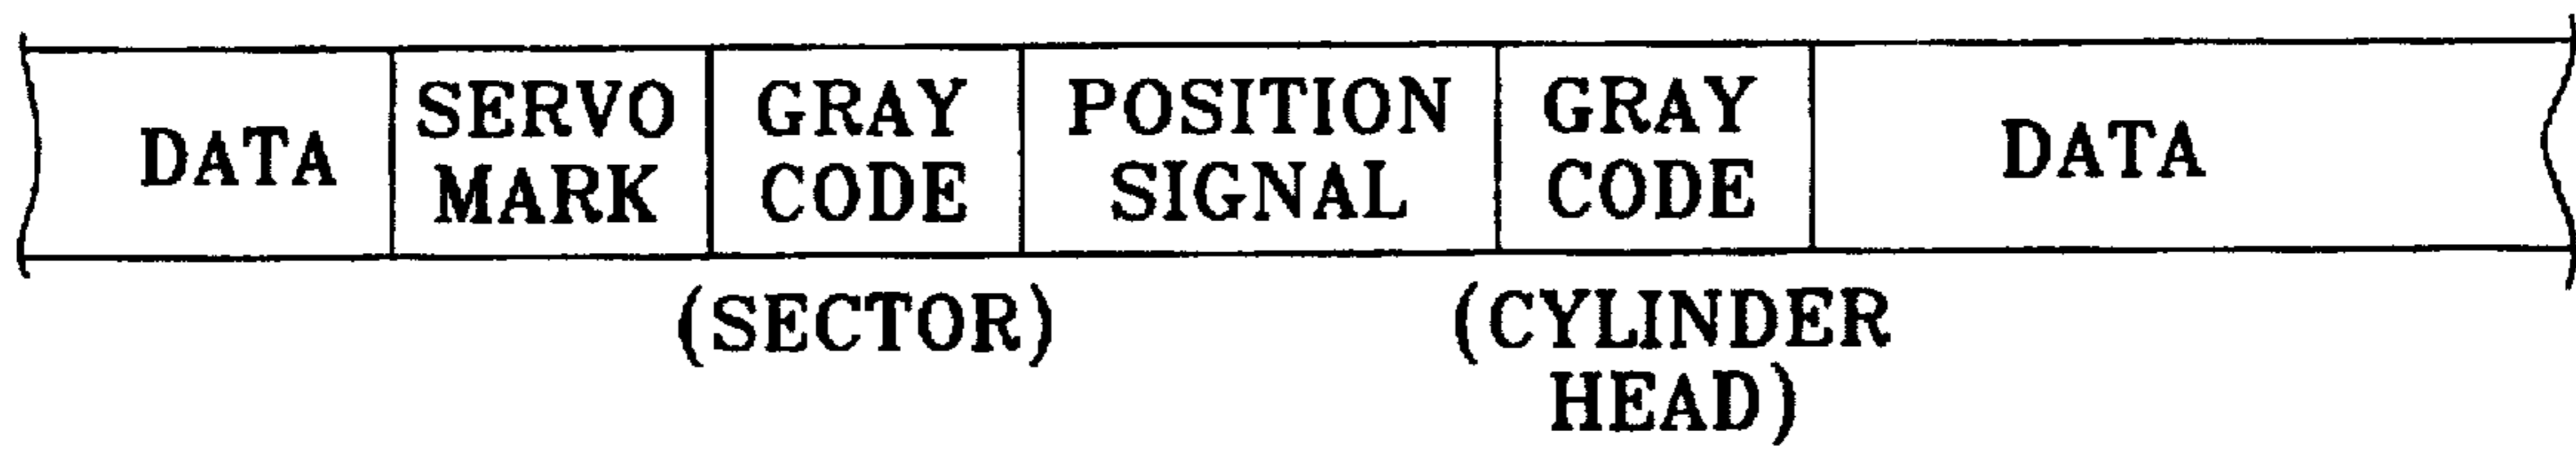 DATA
SERVO
MARK
GRAY
CODE
POSITION
SIGNAL
GRAY
CODE
DATA
(SECTOR)
(CYLINDER
HEAD)